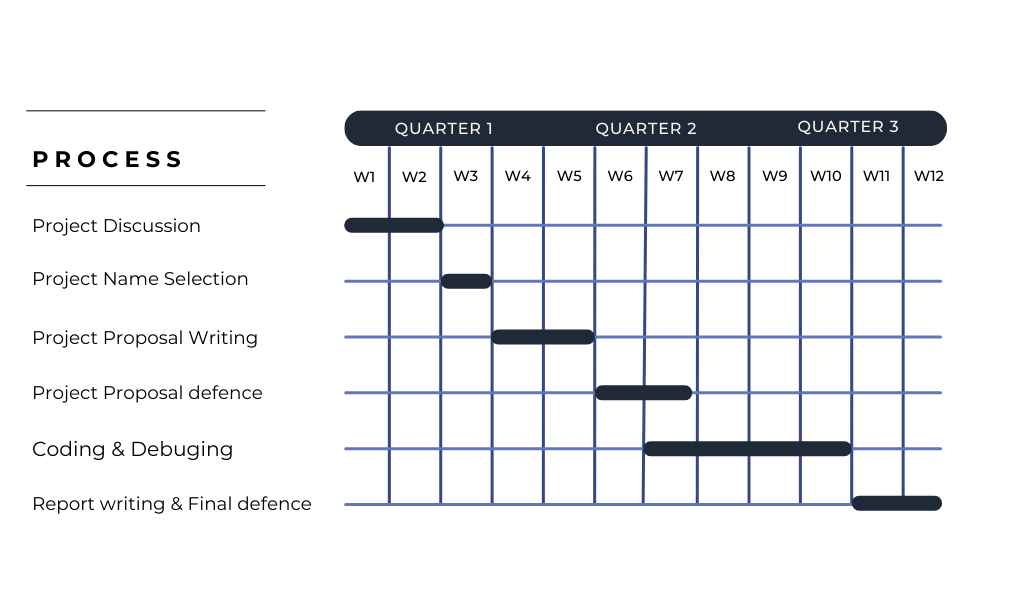 QUARTER 1 QUARTER 2 QUARTER 3
PROCESS
W1 W2 W3 W4 W5 W6 W7 W8 W9 W10 W11 W12
Project Discussion
Project Name Selection
Project Proposal Writing
Project Proposal defence
Coding & Debuging
Report writing & Final defence